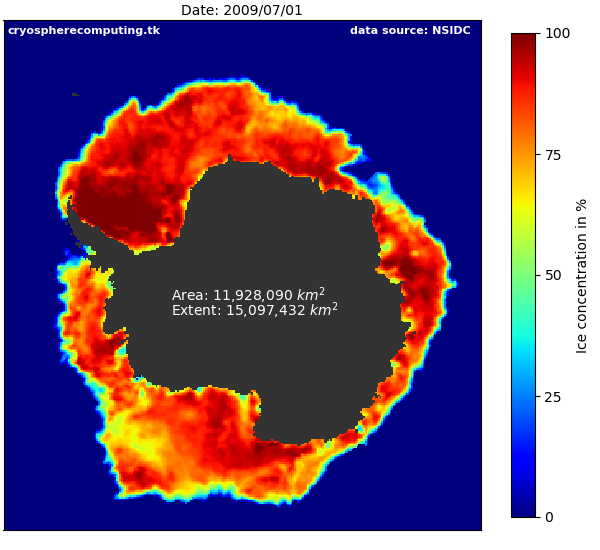 Date: 2009/07/01
cryospherecomputing.tk
data source: NSIDC
Area: 11,928,090 km²
Extent: 15,097,432 km²
100
75
50
25
0
Ice concentration in %